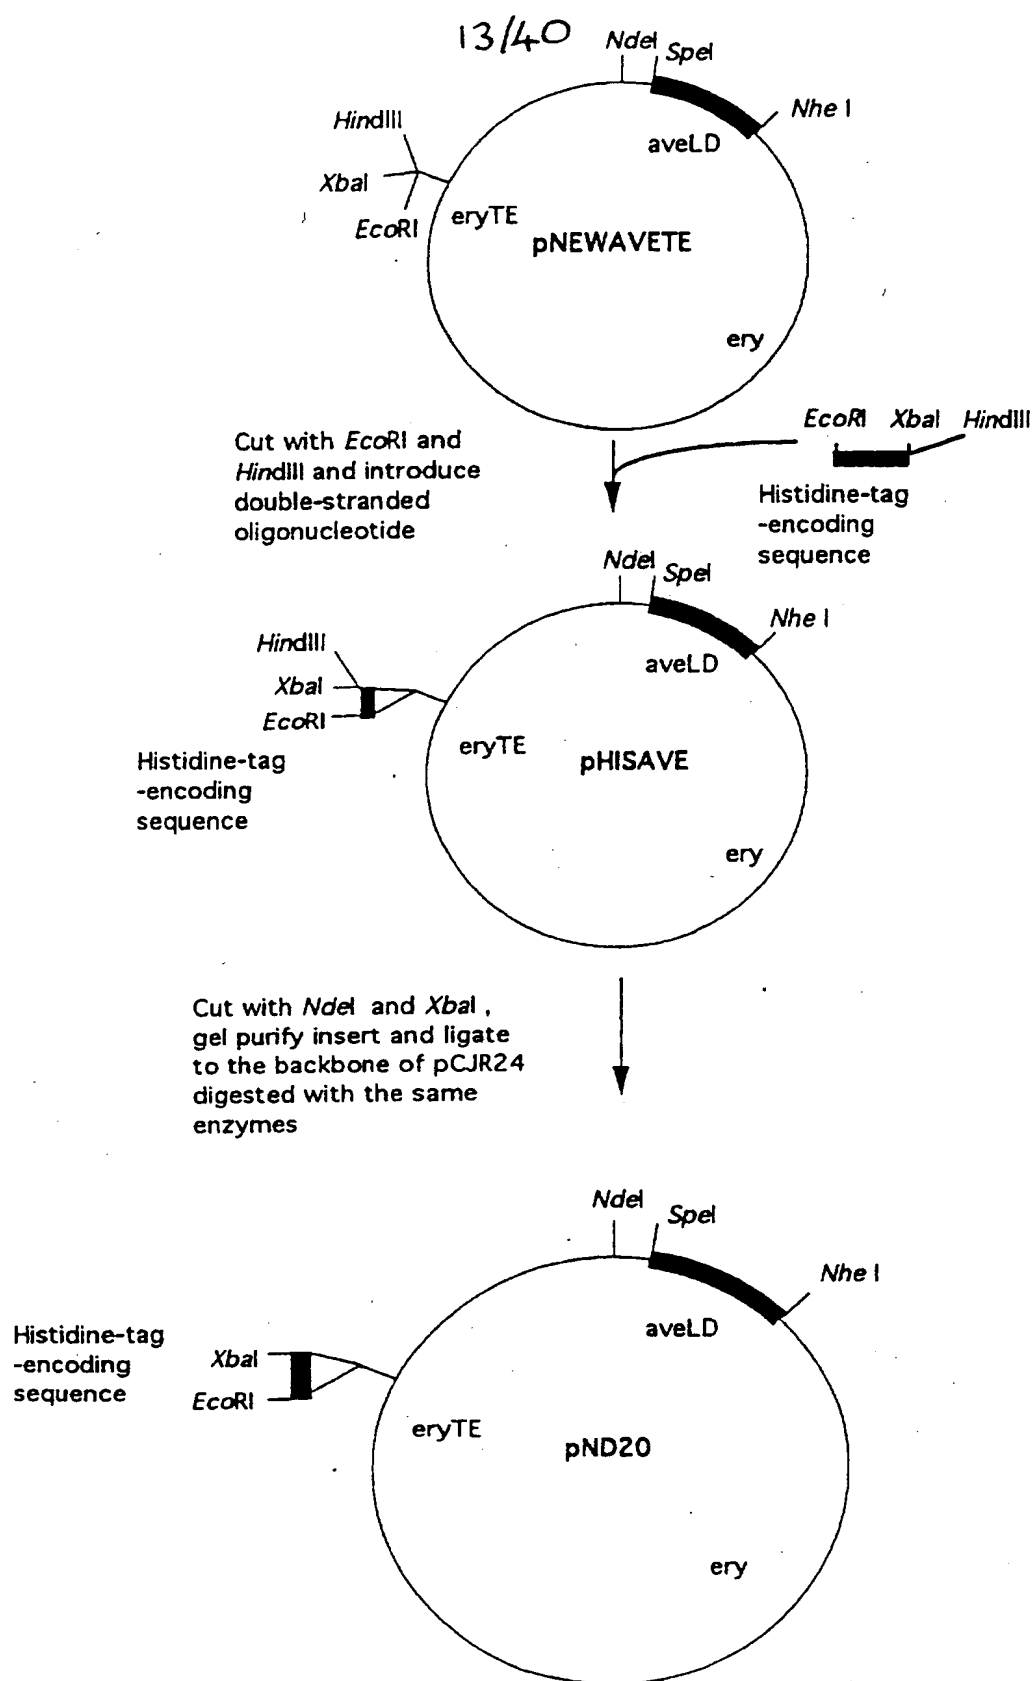 13/40
NdeI SpeI
Nhe I
aveLD
HindIII
XbaI
EcoRI
eryTE
pNEWAVETE
ery
Cut with EcoRI and
HindIII and introduce
double-stranded
oligonucleotide
EcoRI XbaI HindIII
Histidine-tag
-encoding
sequence
NdeI SpeI
Nhe I
aveLD
HindIII
XbaI
EcoRI
Histidine-tag
-encoding
sequence
eryTE
pHISAVE
ery
Cut with NdeI and XbaI ,
gel purify insert and ligate
to the backbone of pCJR24
digested with the same
enzymes
NdeI SpeI
Nhe I
aveLD
Histidine-tag
-encoding
sequence
XbaI
EcoRI
eryTE
pND20
ery